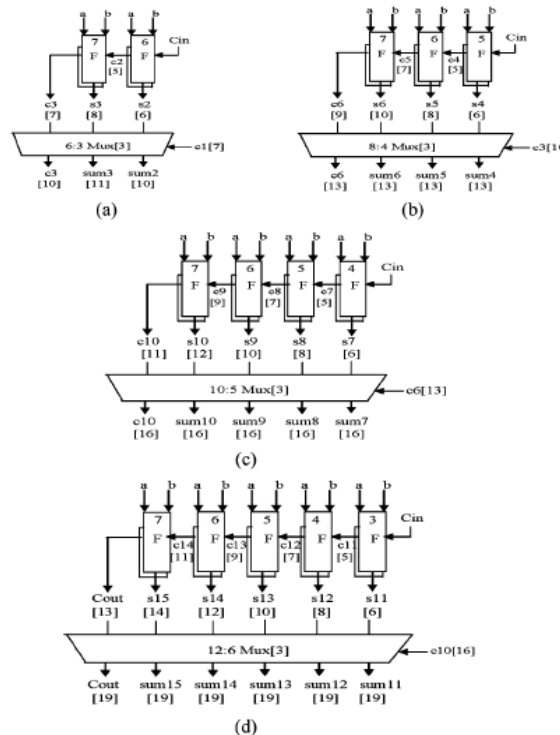 a b a b
7 6
F F Cin
c2
[5]
c3 s3 s2
[7] [8] [6]
6:3 Mux[3] c1[7]
c3 sum3 sum2
[10] [11] [10]
(a)
a b a b a b
7 6 5
F F F Cin
c5 c4
[7] [5]
c6 s6 s5 s4
[9] [10] [8] [6]
8:4 Mux[3]
c6 sum6 sum5 sum4
[13] [13] [13] [13]
(b)
a b a b a b a b
7 6 5 4
F F F F Cin
c9 c8 c7
[9] [7] [5]
c10 s10 s9 s8 s7
[11] [12] [10] [8] [6]
10:5 Mux[3] c6[13]
c10 sum10 sum9 sum8 sum7
[16] [16] [16] [16] [16]
(c)
a b a b a b a b a b
7 6 5 4 3
F F F F F Cin
c14 c13 c12 c11
[11] [9] [7] [5]
Cout s15 s14 s13 s12 s11
[13] [14] [12] [10] [8] [6]
12:6 Mux[3] c10[16]
Cout sum15 sum14 sum13 sum12 sum11
[19] [19] [19] [19] [19] [19]
(d)